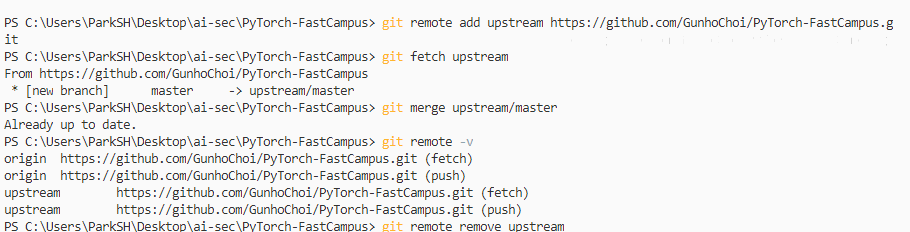 PS C:\Users\ParkSH\Desktop\ai-sec\PyTorch-FastCampus> git remote add upstream https://github.com/GunhoChoi/PyTorch-FastCampus.g
it
PS C:\Users\ParkSH\Desktop\ai-sec\PyTorch-FastCampus> git fetch upstream
From https://github.com/GunhoChoi/PyTorch-FastCampus
 * [new branch]      master     -> upstream/master
PS C:\Users\ParkSH\Desktop\ai-sec\PyTorch-FastCampus> git merge upstream/master
Already up to date.
PS C:\Users\ParkSH\Desktop\ai-sec\PyTorch-FastCampus> git remote -v
origin  https://github.com/GunhoChoi/PyTorch-FastCampus.git (fetch)
origin  https://github.com/GunhoChoi/PyTorch-FastCampus.git (push)
upstream        https://github.com/GunhoChoi/PyTorch-FastCampus.git (fetch)
upstream        https://github.com/GunhoChoi/PyTorch-FastCampus.git (push)
PS C:\Users\ParkSH\Desktop\ai-sec\PyTorch-FastCampus> git remote remove upstream